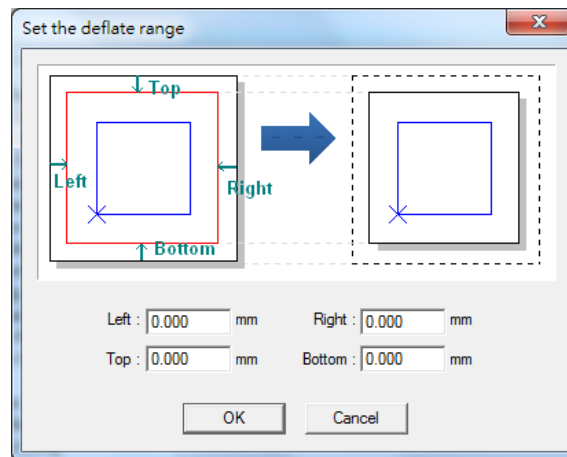 Set the deflate range
Top
Left
Right
Bottom
Left : 0.000 mm Right : 0.000 mm
Top : 0.000 mm Bottom : 0.000 mm
OK Cancel